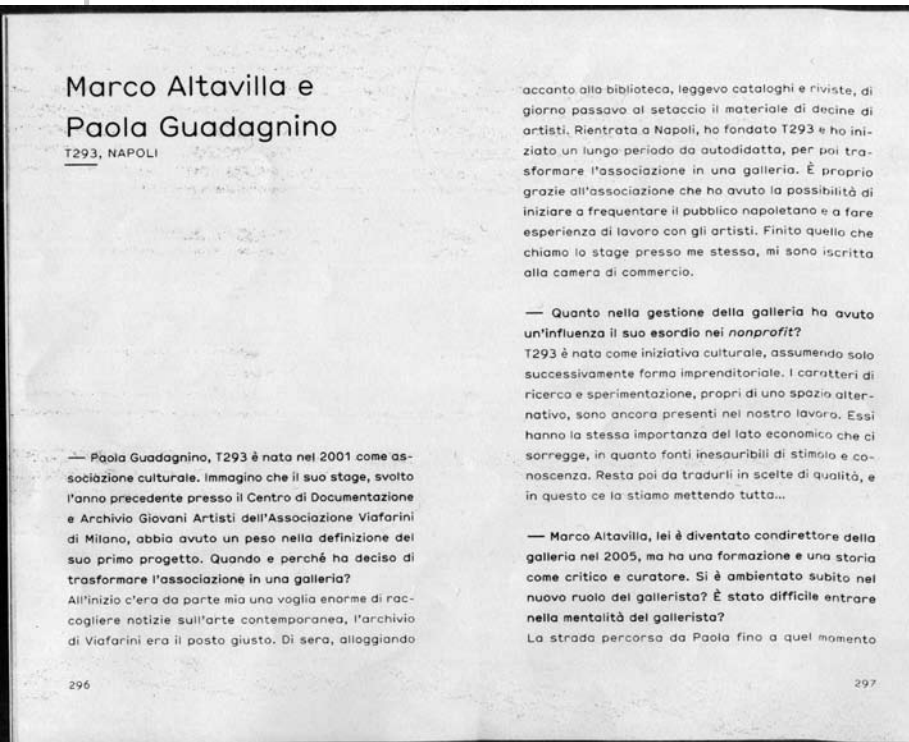 Marco Altavilla e
Paola Guadagnino
T293, NAPOLI
— Paola Guadagnino, T293 è nata nel 2001 come as-
sociazione culturale. Immagino che il suo stage, svolto
l'anno precedente presso il Centro di Documentazione
e Archivio Giovani Artisti dell'Associazione Viafarini
di Milano, abbia avuto un peso nella definizione del
suo primo progetto. Quando e perché ha deciso di
trasformare l'associazione in una galleria?
All'inizio c'era da parte mia una voglia enorme di rac-
cogliere notizie sull'arte contemporanea, l'archivio
di Viafarini era il posto giusto. Di sera, alloggiando
296
accanto alla biblioteca, leggevo cataloghi e riviste, di
giorno passavo al setaccio il materiale di decine di
artisti. Rientrata a Napoli, ho fondato T293 e ho ini-
ziato un lungo periodo da autodidatta, per poi tra-
sformare l'associazione in una galleria. È proprio
grazie all'associazione che ho avuto la possibilità di
iniziare a frequentare il pubblico napoletano e a fare
esperienza di lavoro con gli artisti. Finito quello che
chiamo lo stage presso me stessa, mi sono iscritta
alla camera di commercio.
— Quanto nella gestione della galleria ha avuto
un'influenza il suo esordio nei nonprofit?
T293 è nata come iniziativa culturale, assumendo solo
successivamente forma imprenditoriale. I caratteri di
ricerca e sperimentazione, propri di uno spazio alter-
nativo, sono ancora presenti nel nostro lavoro. Essi
hanno la stessa importanza del lato economico che ci
sorregge, in quanto fonti inesauribili di stimolo e co-
noscenza. Resta poi da tradurli in scelte di qualità, e
in questo ce la stiamo mettendo tutta...
— Marco Altavilla, lei è diventato condirettore della
galleria nel 2005, ma ha una formazione e una storia
come critico e curatore. Si è ambientato subito nel
nuovo ruolo del gallerista? È stato difficile entrare
nella mentalità del gallerista?
La strada percorsa da Paola fino a quel momento
297